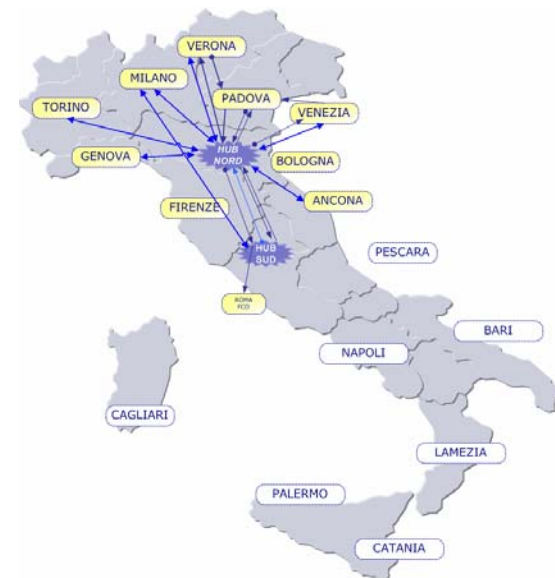 VERONA
MILANO
PADOVA
TORINO
VENEZIA
HUB
NORD
GENOVA
BOLOGNA
FIRENZE
ANCONA
HUB
SUD
PESCARA
ROMA
FCO
BARI
NAPOLI
CAGLIARI
LAMEZIA
PALERMO
CATANIA